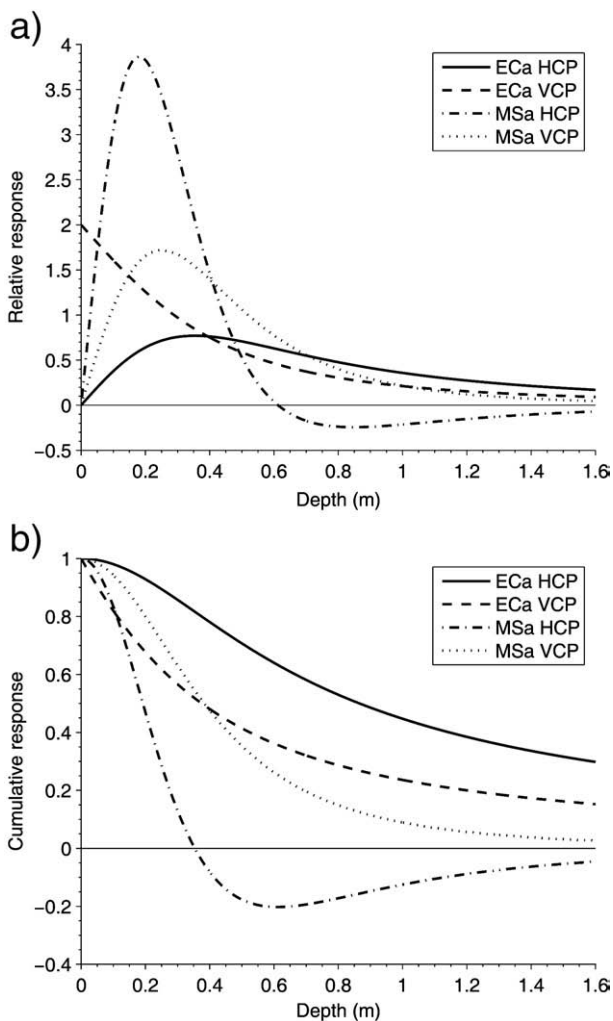 a)
4
3.5
3
2.5
2
1.5
1
0.5
0
−0.5
Relative response
ECa HCP
ECa VCP
MSa HCP
MSa VCP
0 0.2 0.4 0.6 0.8 1 1.2 1.4 1.6
Depth (m)
b)
1
0.8
0.6
0.4
0.2
0
−0.2
−0.4
Cumulative response
ECa HCP
ECa VCP
MSa HCP
MSa VCP
0 0.2 0.4 0.6 0.8 1 1.2 1.4 1.6
Depth (m)